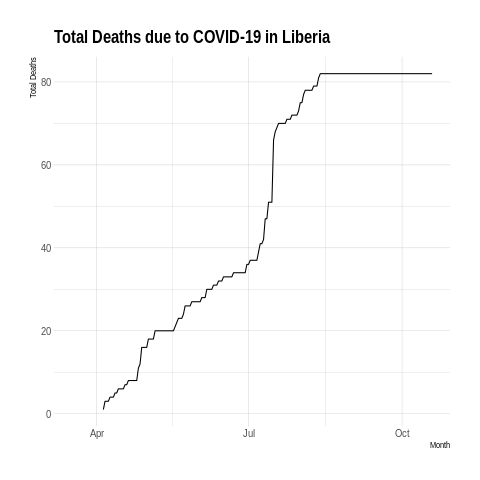 Total Deaths due to COVID-19 in Liberia
Total Deaths
80
60
40
20
0
Apr
Jul
Oct
Month